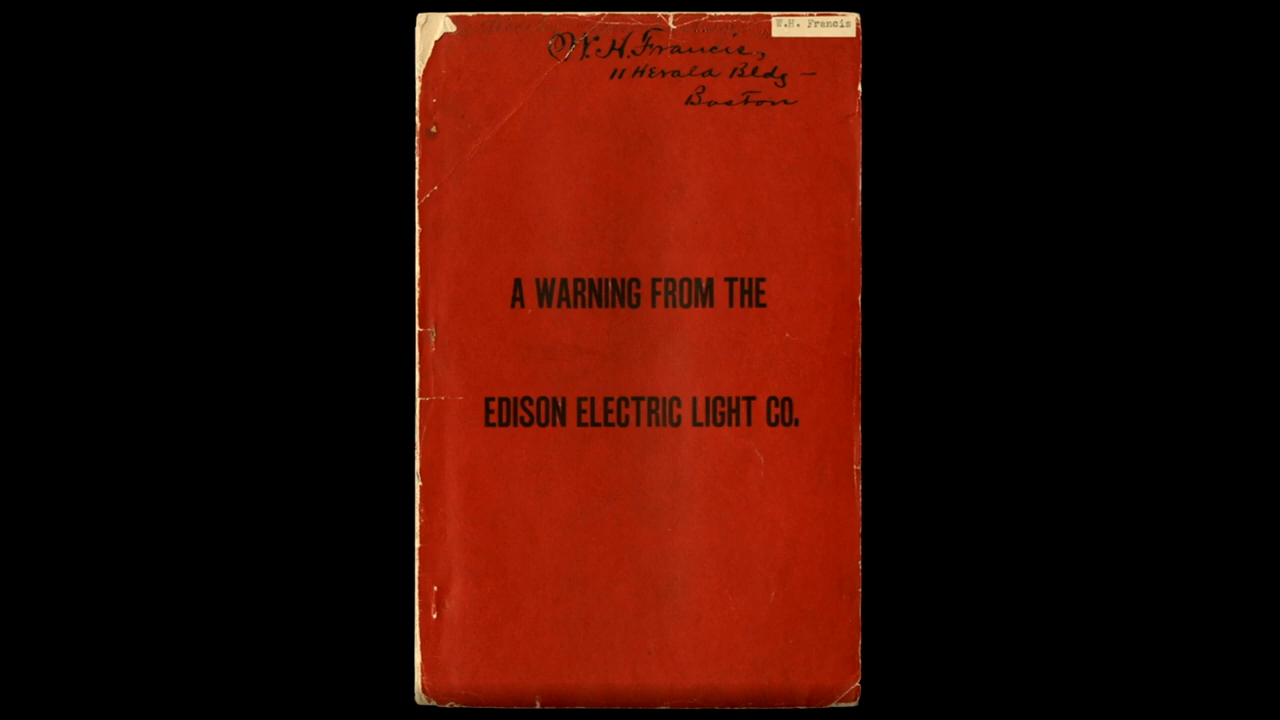 W.H. Francis
W. H. Francis,
11 Herald Bldg –
Boston
A WARNING FROM THE
EDISON ELECTRIC LIGHT CO.